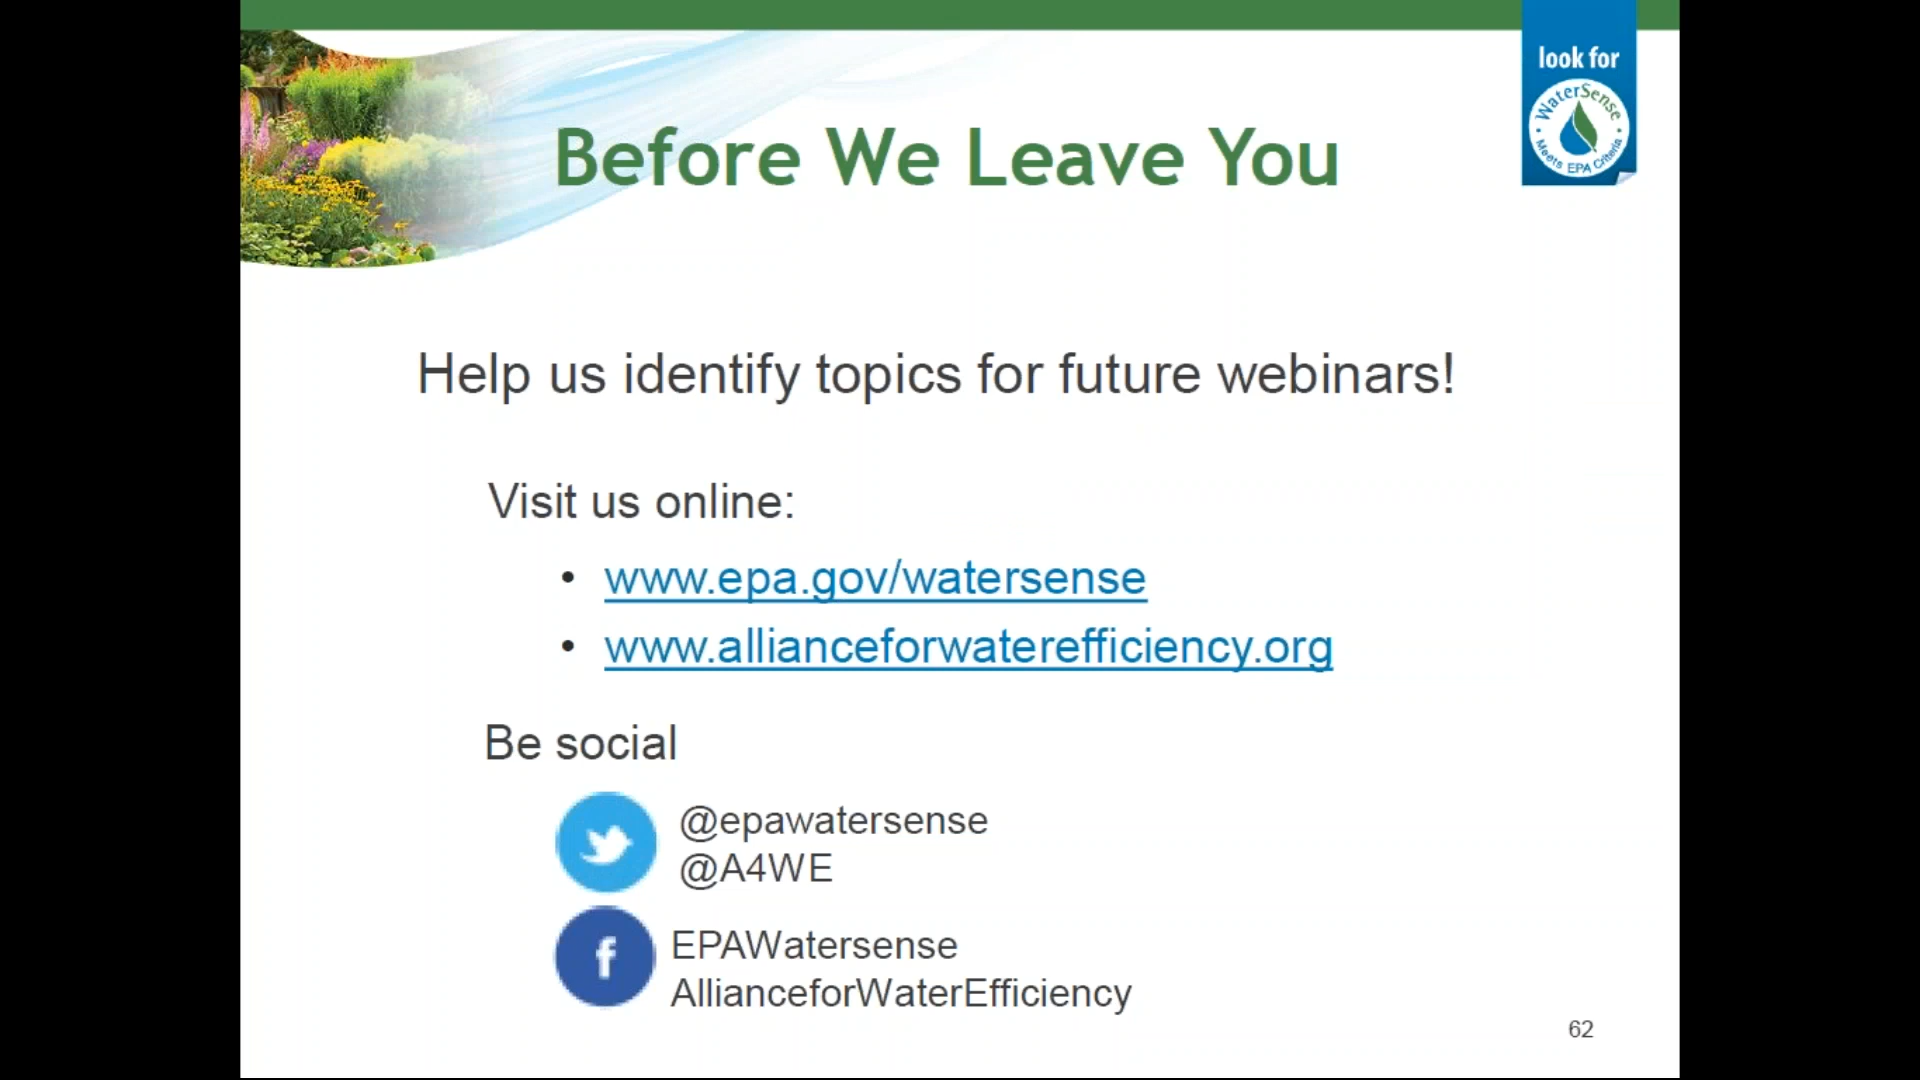 look for
WaterSense
Meets EPA Criteria
Before We Leave You
Help us identify topics for future webinars!
Visit us online:
• www.epa.gov/watersense
• www.allianceforwaterefficiency.org
Be social
@epawatersense
@A4WE
f
EPAWatersense
AllianceforWaterEfficiency
62